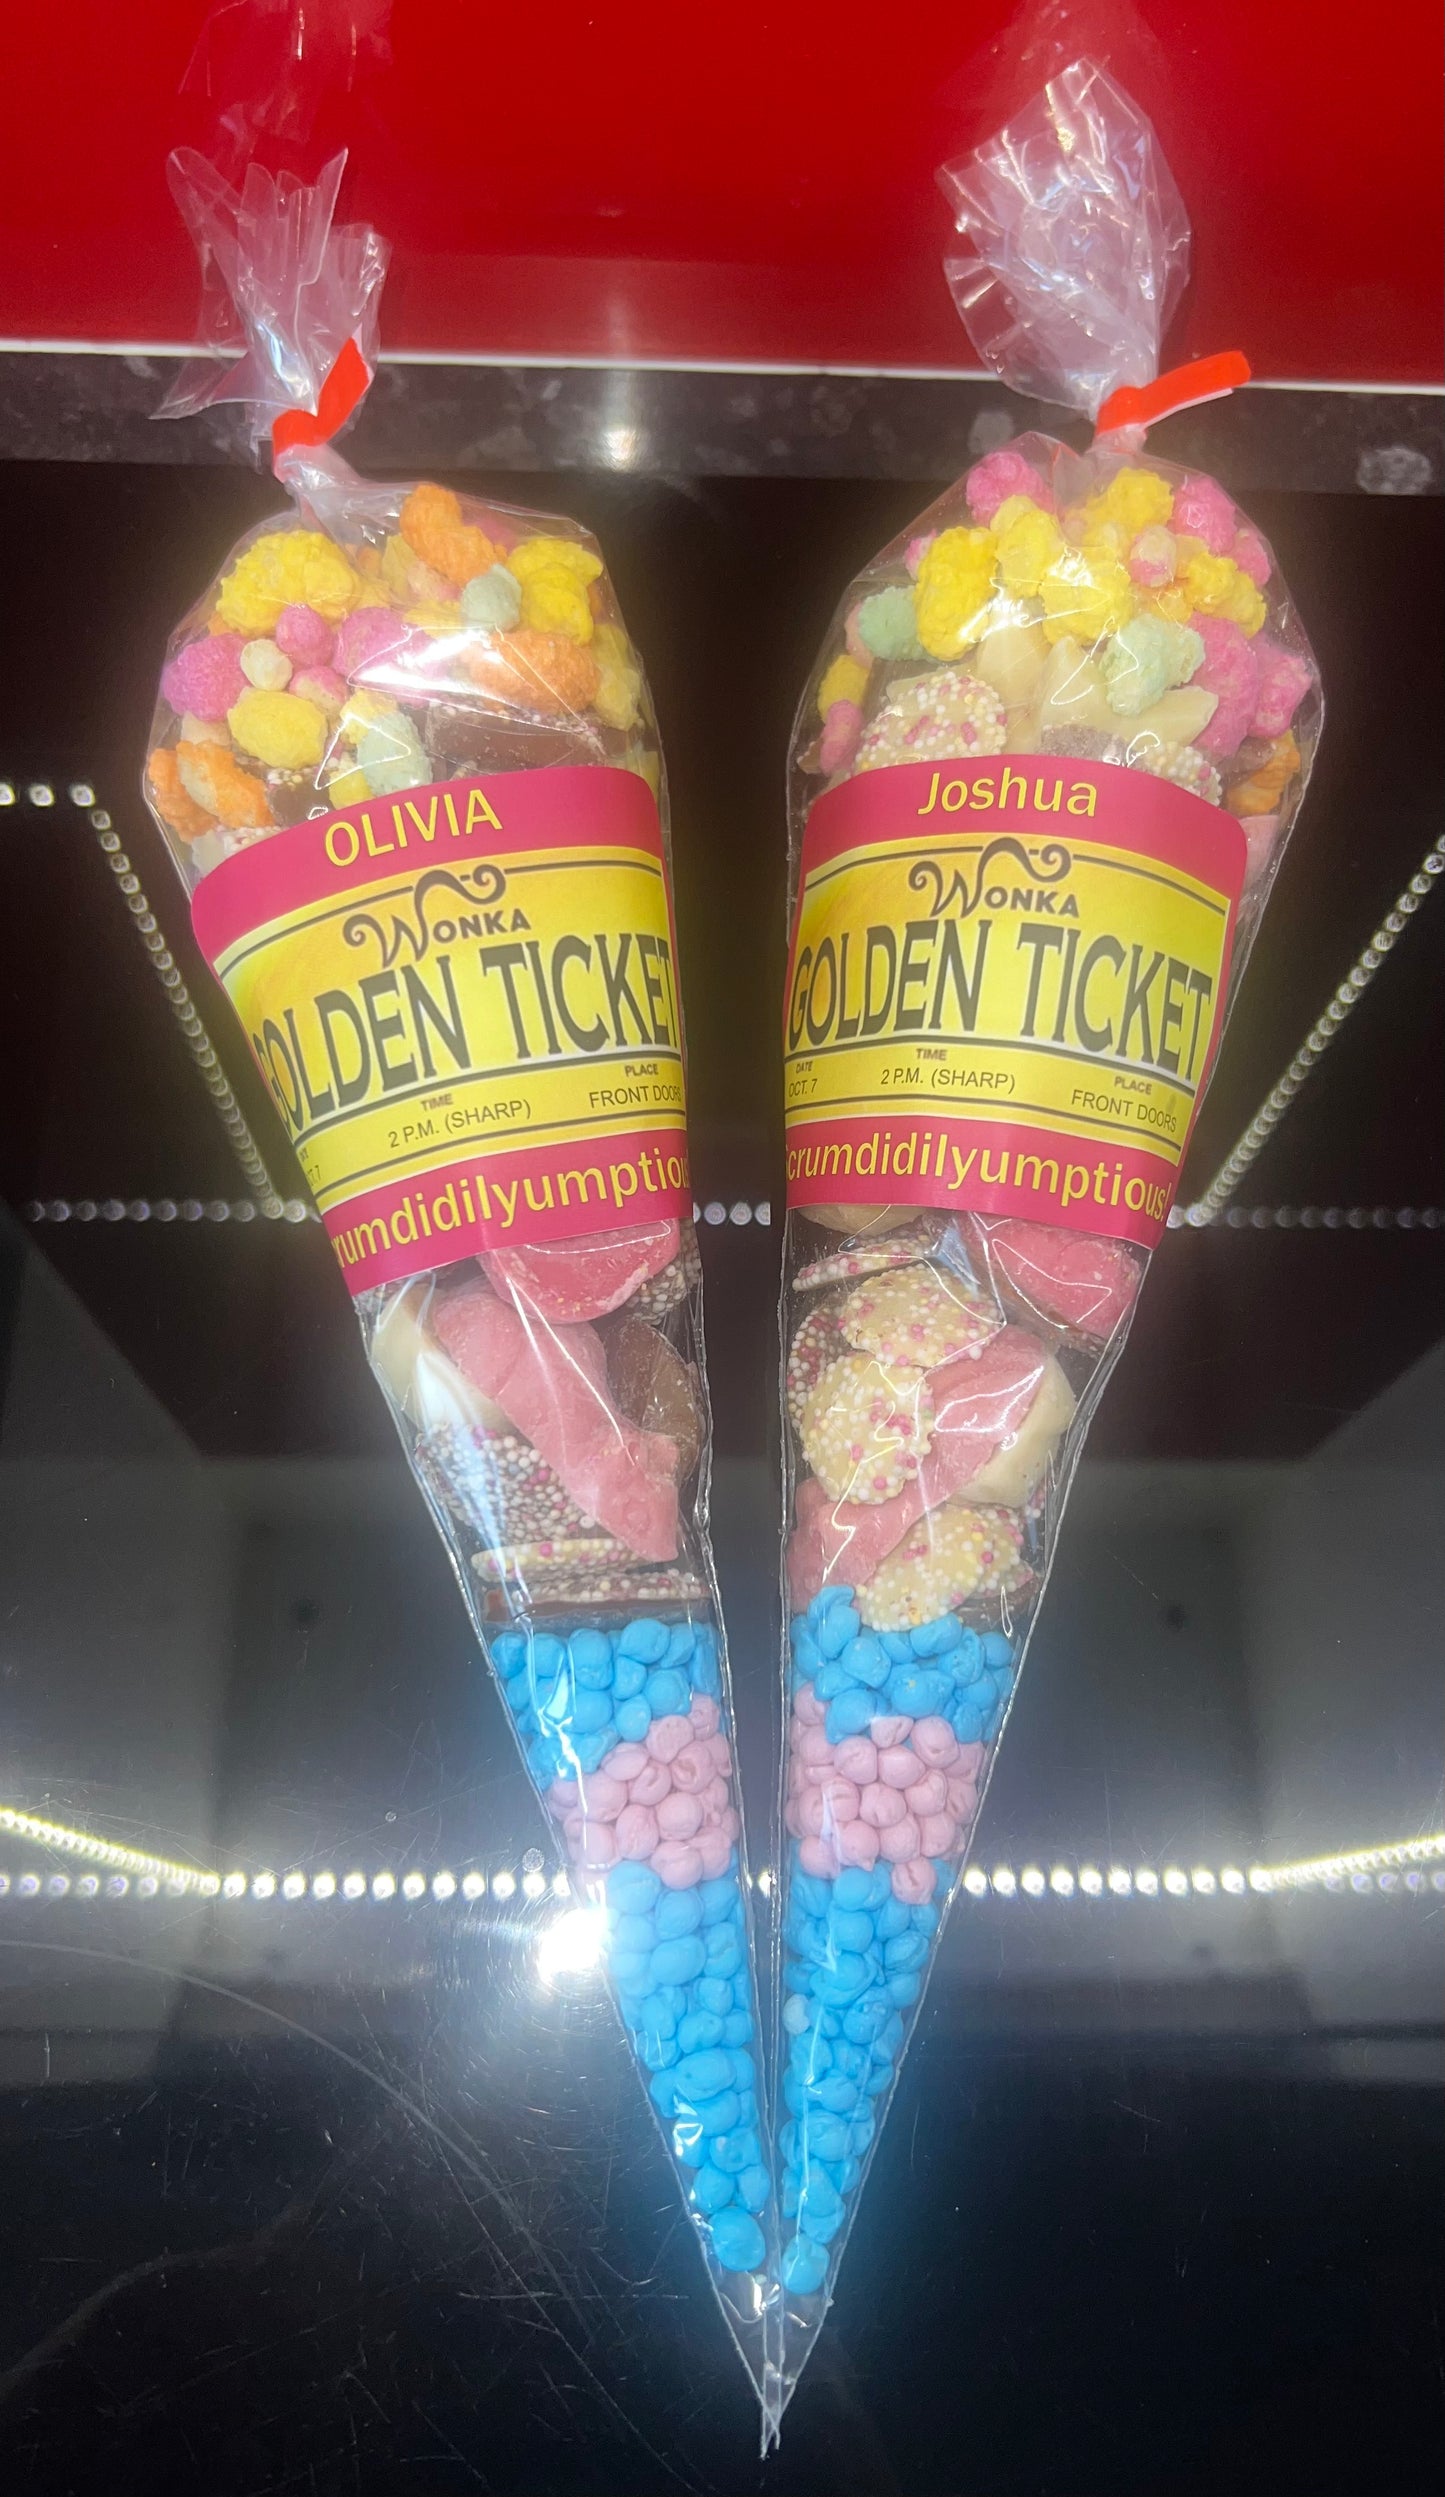 OLIVIA
WONKA
GOLDEN TICKET
TIME
PLACE
2 P.M. (SHARP)
FRONT DOORS
crumdidilyumptiou
Joshua
WONKA
GOLDEN TICKET
DATE
TIME
PLACE
OCT. 7
2 P.M. (SHARP)
FRONT DOORS
Scrumdidilyumptious!